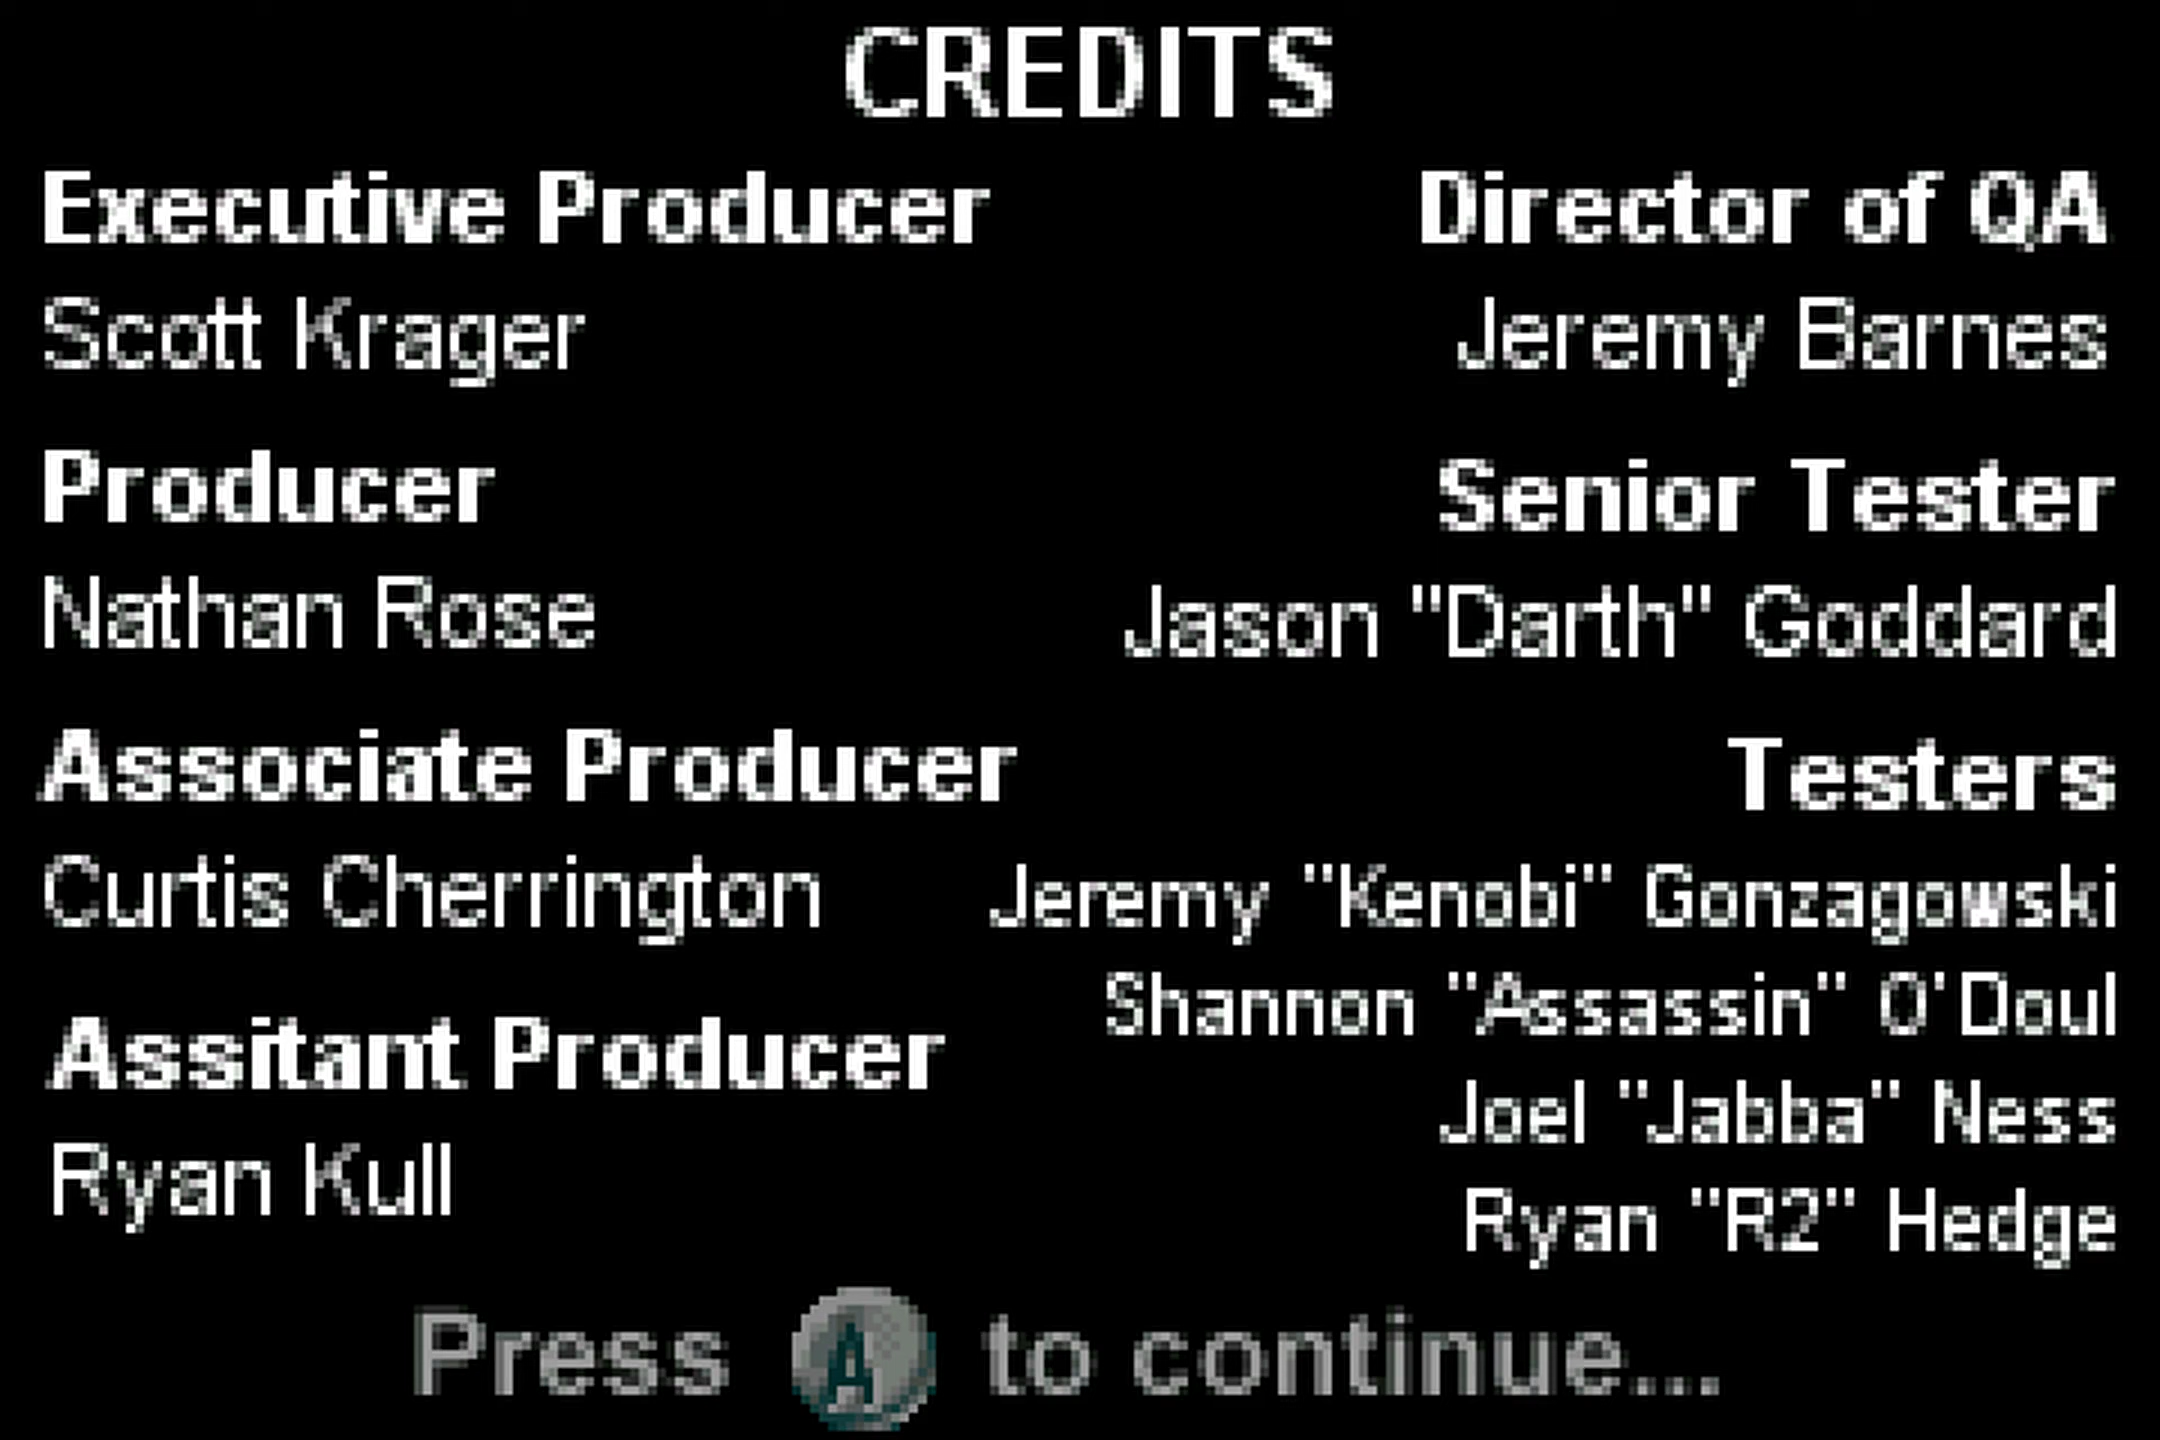 CREDITS
Executive Producer
Scott Krager
Producer
Nathan Rose
Associate Producer
Curtis Cherrington
Assitant Producer
Ryan Kull
Director of QA
Jeremy Barnes
Senior Tester
Jason "Darth" Goddard
Testers
Jeremy "Kenobi" Gonzagowski
Shannon "Assassin" O'Doul
Joel "Jabba" Ness
Ryan "R2" Hedge
Press A to continue...